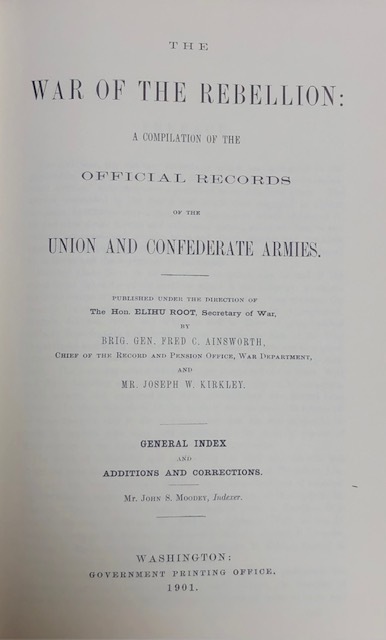 THE
WAR OF THE REBELLION:
A COMPILATION OF THE
OFFICIAL RECORDS
OF THE
UNION AND CONFEDERATE ARMIES.
PUBLISHED UNDER THE DIRECTION OF
The Hon. ELIHU ROOT, Secretary of War,
BY
BRIG. GEN. FRED C. AINSWORTH,
CHIEF OF THE RECORD AND PENSION OFFICE, WAR DEPARTMENT,
AND
MR. JOSEPH W. KIRKLEY.
GENERAL INDEX
AND
ADDITIONS AND CORRECTIONS.
Mr. JOHN S. MOODEY, Indexer.
WASHINGTON:
GOVERNMENT PRINTING OFFICE.
1901.